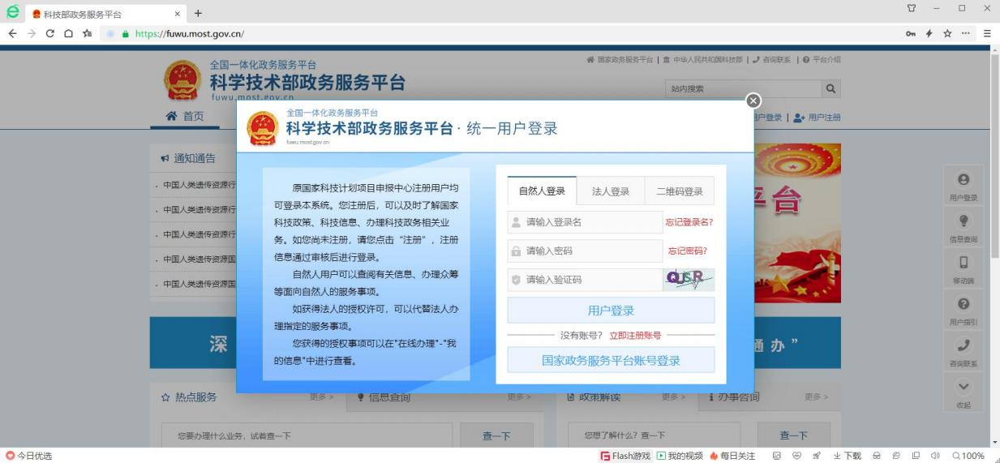 科技部政务服务平台
https://fuwu.most.gov.cn/
全国一体化政务服务平台
科学技术部政务服务平台
fuwu.most.gov.cn
国家政务服务平台 | 中华人民共和国科技部 | 咨询联系 | 平台介绍
站内搜索
首页
户登录 | 用户注册
全国一体化政务服务平台
科学技术部政务服务平台 · 统一用户登录
fuwu.most.gov.cn
通知通告
· 中国人类遗传资源行
· 中国人类遗传资源行
· 中国人类遗传资源行
· 中国人类遗传资源国
· 中国人类遗传资源国
原国家科技计划项目申报中心注册用户均
可登录本系统。您注册后，可以及时了解国家
科技政策、科技信息、办理科技政务相关业
务。如您尚未注册，请您点击“注册”，注册
信息通过审核后进行登录。
自然人用户可以查阅有关信息、办理众筹
等面向自然人的服务事项。
如获得法人的授权许可，可以代替法人办
理指定的服务事项。
您获得的授权事项可以在"在线办理"-"我
的信息"中进行查看。
自然人登录
法人登录
二维码登录
请输入登录名
忘记登录名?
请输入密码
忘记密码?
请输入验证码
QUSR
用户登录
没有账号? 立即注册账号
国家政务服务平台账号登录
平台
用户登录
信息查询
移动端
用户指引
咨询联系
收起
深
通办”
热点服务
更多 >
信息查询
更多 >
政策解读
更多 >
办事咨询
更多 >
您要办理什么业务，试着查一下
查一下
您想了解什么？查一下
查一下
今日优选
Flash游戏
我的视频
每日关注
下载
100%